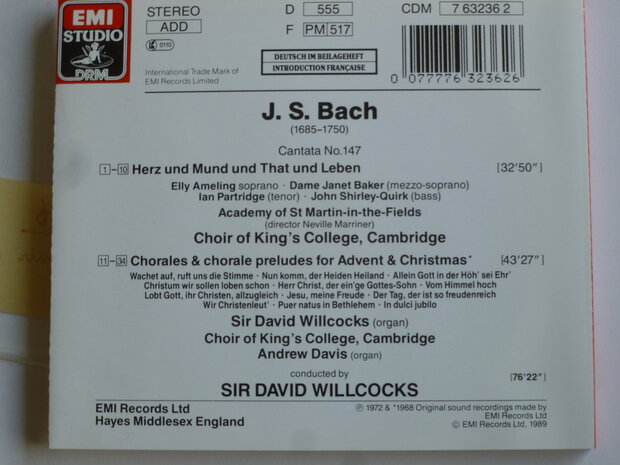 EMI
STUDIO
DRM
STEREO
ADD
0110
International Trade Mark of
EMI Records Limited
D 555
F PM 517
DEUTSCH IM BEILAGEHEFT
INTRODUCTION FRANÇAISE
CDM 7 63236 2
0 077776 323626
J. S. Bach
(1685–1750)
Cantata No.147
1–10 Herz und Mund und That und Leben [32'50"]
Elly Ameling soprano · Dame Janet Baker (mezzo-soprano)
Ian Partridge (tenor) · John Shirley-Quirk (bass)
Academy of St Martin-in-the-Fields
(director Neville Marriner)
Choir of King's College, Cambridge
11–34 Chorales & chorale preludes for Advent & Christmas* [43'27"]
Wachet auf, ruft uns die Stimme · Nun komm, der Heiden Heiland · Allein Gott in der Höh' sei Ehr'
Christum wir sollen loben schon · Herr Christ, der ein'ge Gottes-Sohn · Vom Himmel hoch
Lobt Gott, ihr Christen, allzugleich · Jesu, meine Freude · Der Tag, der ist so freudenreich
Wir Christenleut' · Puer natus in Bethlehem · In dulci jubilo
Sir David Willcocks (organ)
Choir of King's College, Cambridge
Andrew Davis (organ)
conducted by
SIR DAVID WILLCOCKS
[76'22"]
EMI Records Ltd
Hayes Middlesex England
℗ 1972 & *1968 Original sound recordings made by
EMI Records Ltd.
© EMI Records Ltd, 1989